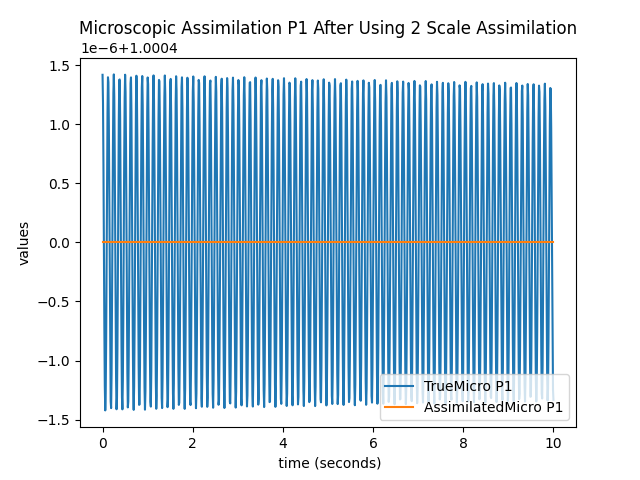 Microscopic Assimilation P1 After Using 2 Scale Assimilation
1e−6+1.0004
1.5
1.0
0.5
0.0
−0.5
−1.0
−1.5
values
0
2
4
6
8
10
time (seconds)
TrueMicro P1
AssimilatedMicro P1